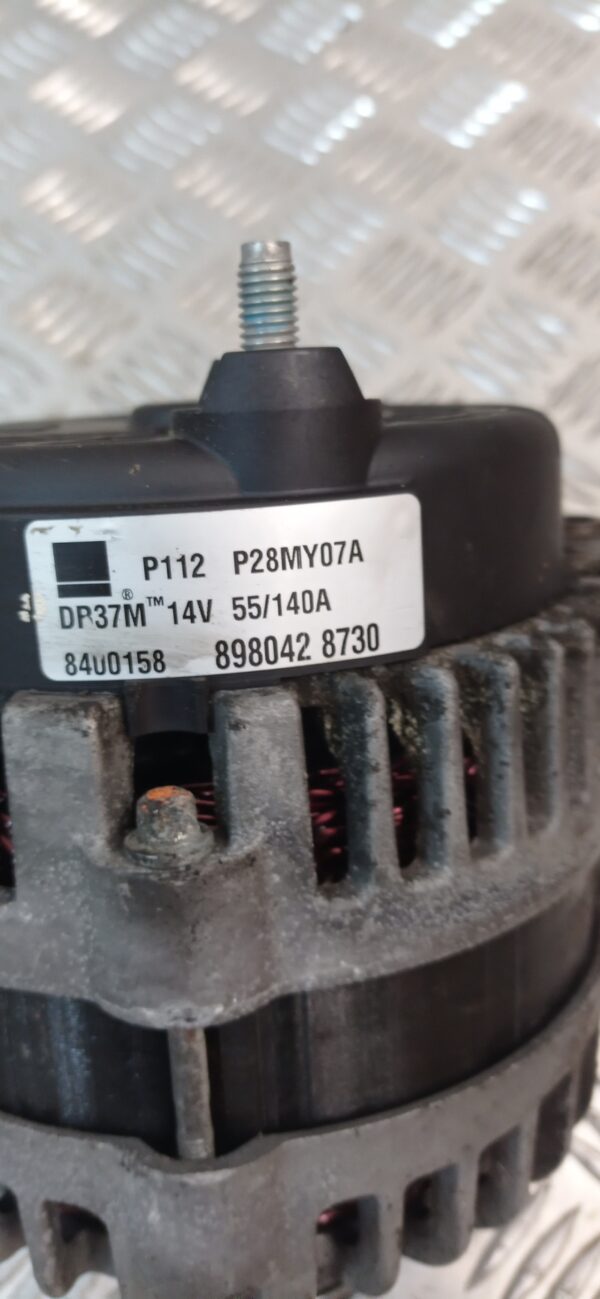 P112 P28MY07A
®
DR37M™ 14V 55/140A
8400158 898042 8730